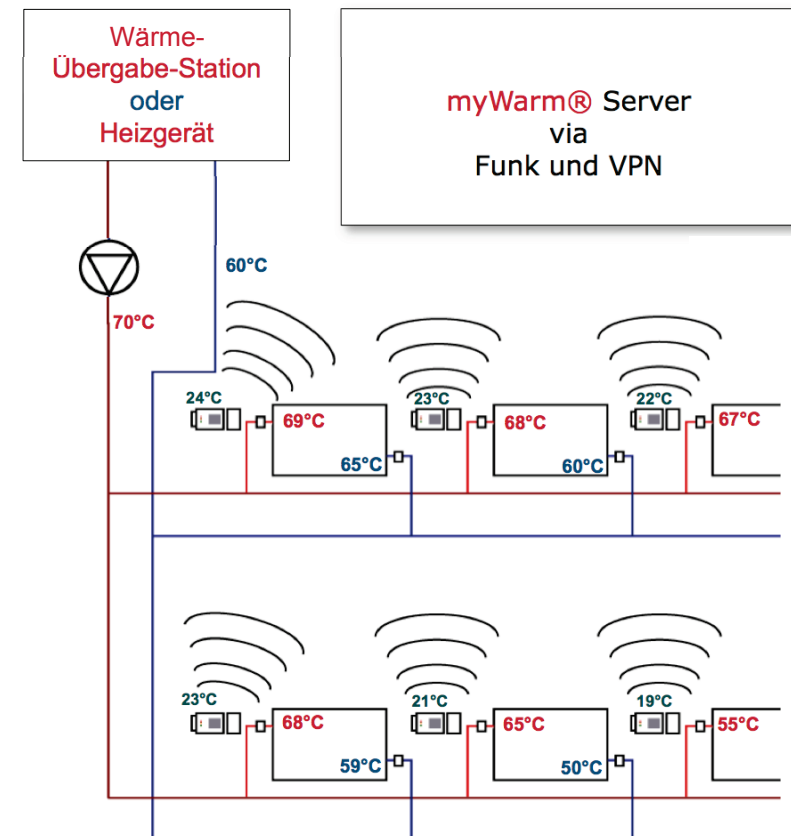 Wärme-
Übergabe-Station
oder
Heizgerät
myWarm® Server
via
Funk und VPN
60°C
70°C
24°C
23°C
22°C
69°C
68°C
67°C
65°C
60°C
23°C
21°C
19°C
68°C
65°C
55°C
59°C
50°C